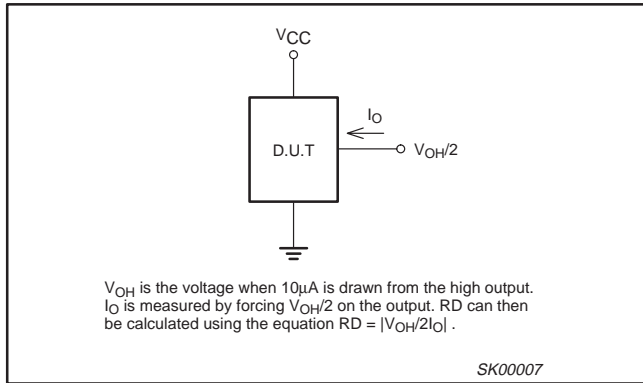 VCC
IO
D.U.T
VOH/2
VOH is the voltage when 10µA is drawn from the high output.
IO is measured by forcing VOH/2 on the output. RD can then
be calculated using the equation RD = |VOH/2IO| .
SK00007